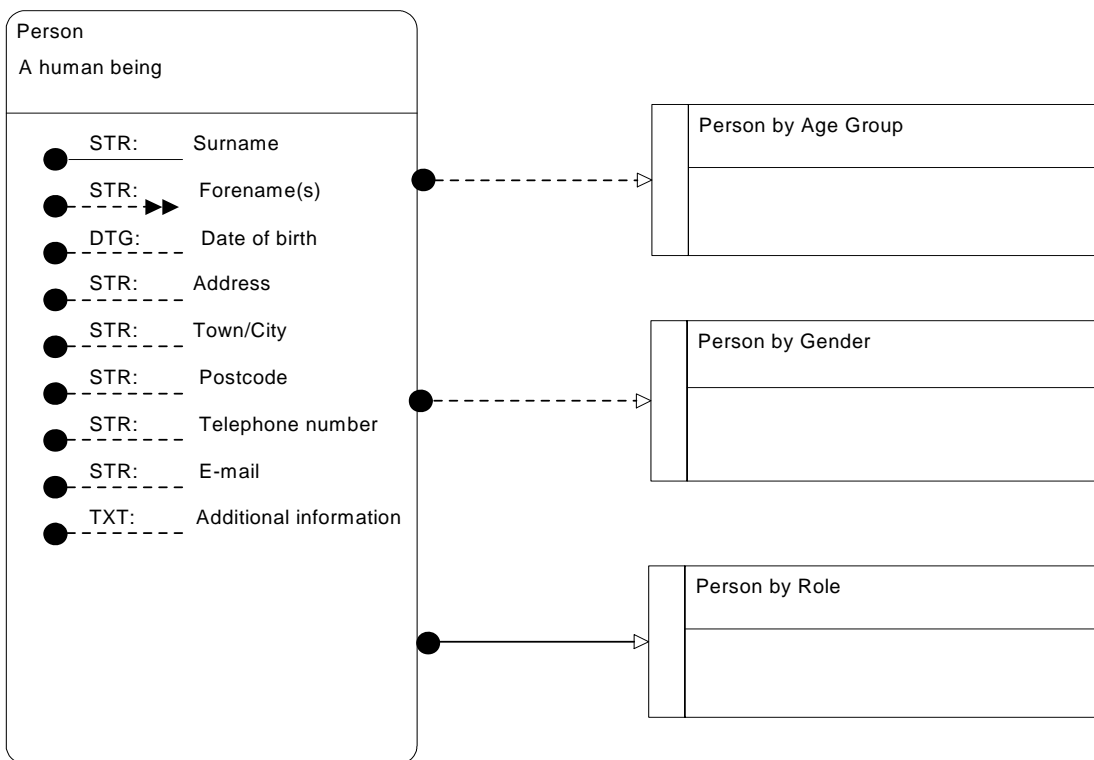 Person
A human being
STR: Surname
STR: Forename(s)
DTG: Date of birth
STR: Address
STR: Town/City
STR: Postcode
STR: Telephone number
STR: E-mail
TXT: Additional information
Person by Age Group
Person by Gender
Person by Role